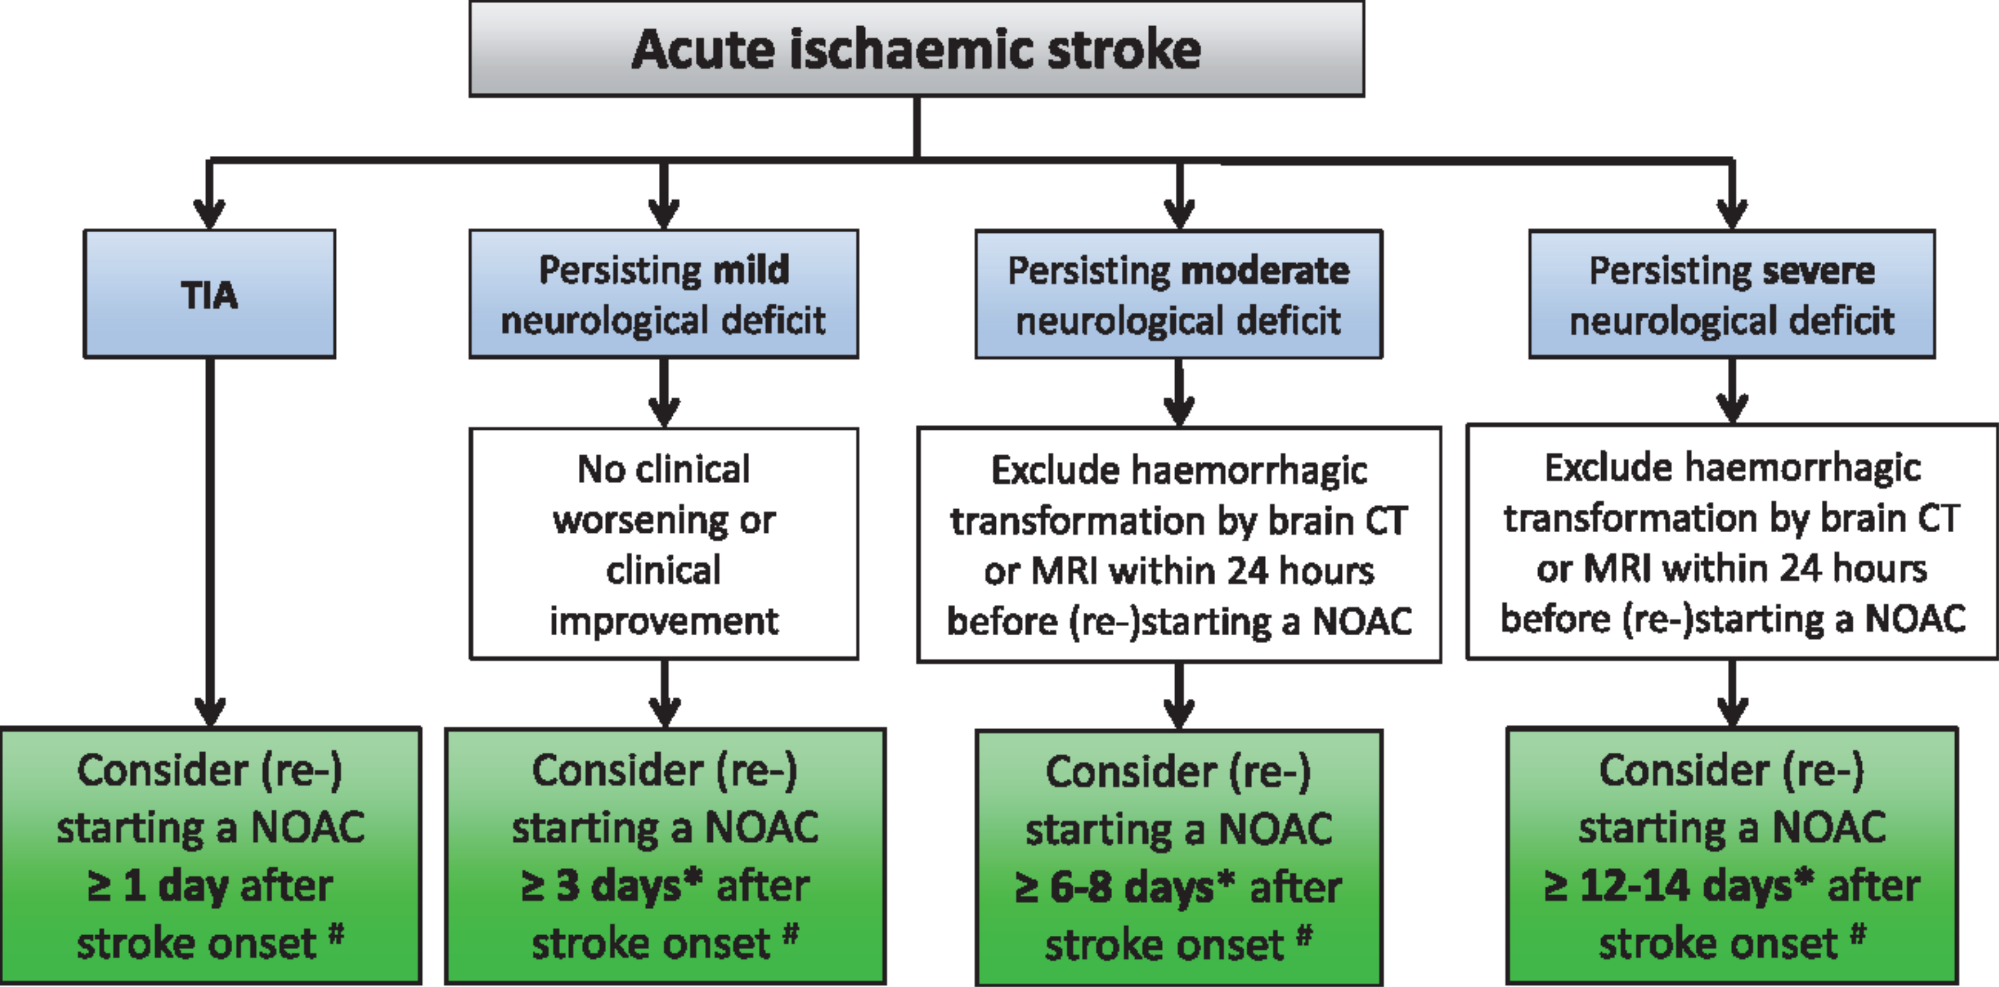 Acute ischaemic stroke
TIA
Persisting mild
neurological deficit
Persisting moderate
neurological deficit
Persisting severe
neurological deficit
No clinical
worsening or
clinical
improvement
Exclude haemorrhagic
transformation by brain CT
or MRI within 24 hours
before (re-)starting a NOAC
Exclude haemorrhagic
transformation by brain CT
or MRI within 24 hours
before (re-)starting a NOAC
Consider (re-)
starting a NOAC
≥ 1 day after
stroke onset #
Consider (re-)
starting a NOAC
≥ 3 days* after
stroke onset #
Consider (re-)
starting a NOAC
≥ 6-8 days* after
stroke onset #
Consider (re-)
starting a NOAC
≥ 12-14 days* after
stroke onset #